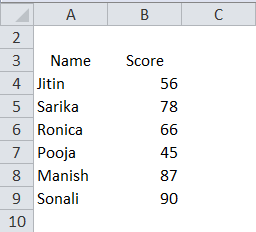 A B C
2
3 Name Score
4 Jitin 56
5 Sarika 78
6 Ronica 66
7 Pooja 45
8 Manish 87
9 Sonali 90
10